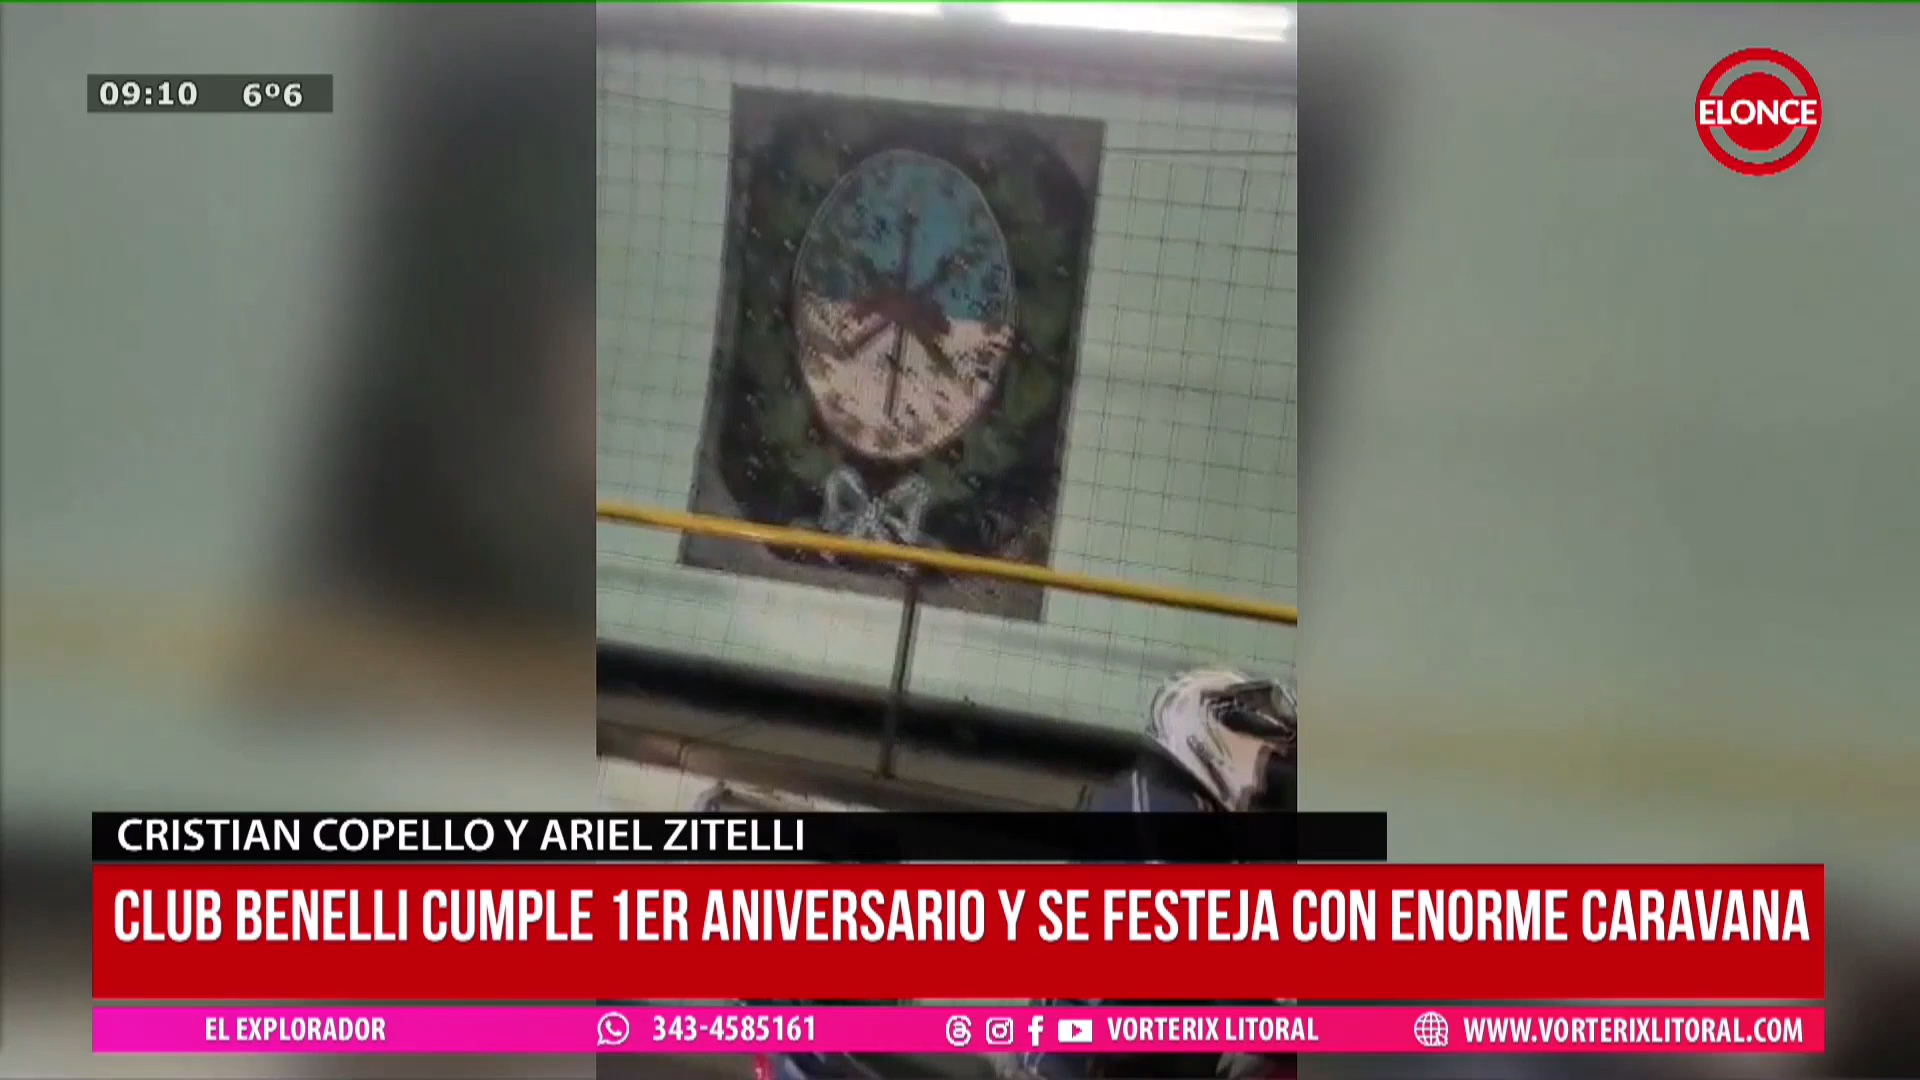 09:10 6º6
ELONCE
CRISTIAN COPELLO Y ARIEL ZITELLI
CLUB BENELLI CUMPLE 1ER ANIVERSARIO Y SE FESTEJA CON ENORME CARAVANA
EL EXPLORADOR 343-4585161 VORTERIX LITORAL WWW.VORTERIXLITORAL.COM